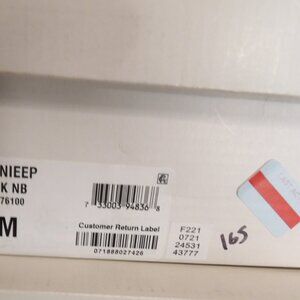 NIEEP
K NB
76100
7 33003 94836 8
M
Customer Return Label
071888027426
F221
0721
24531
43777
165